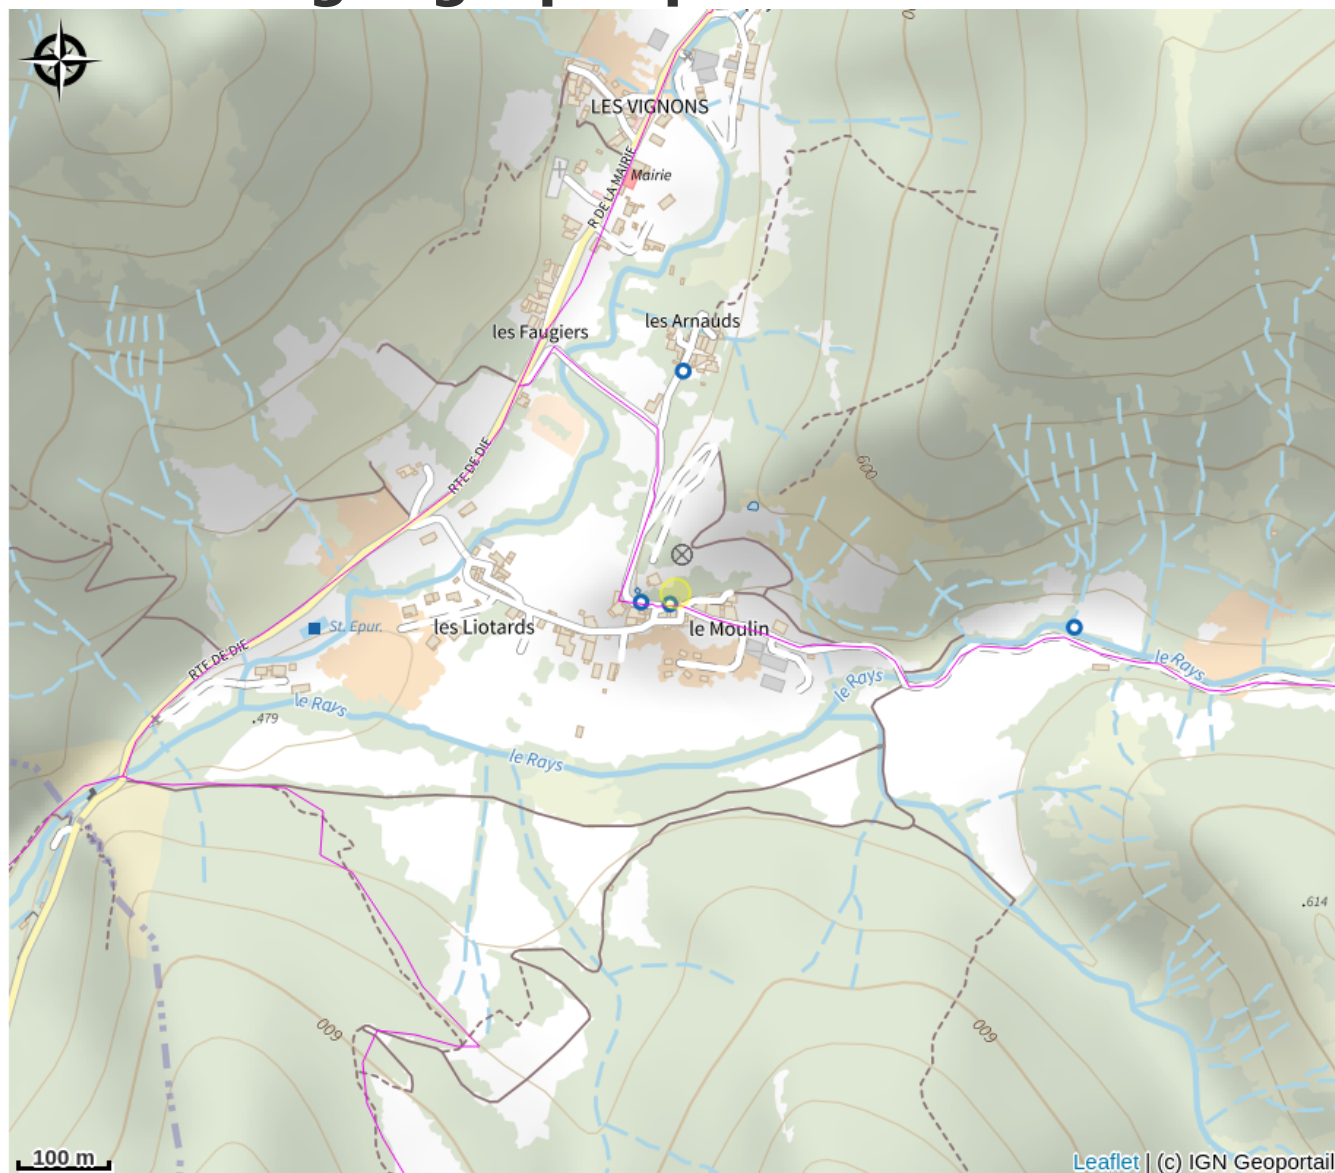 LES VIGNONS
Mairie
R DE LA MAIRIE
les Faugiers
les Arnauds
RTE DE DIE
600
St. Epur.
les Liotards
le Moulin
RTE DE DIE
le Rays
le Rays
le Rays
.479
le Rays
.614
600
600
100 m
Leaflet | (c) IGN Geoportail